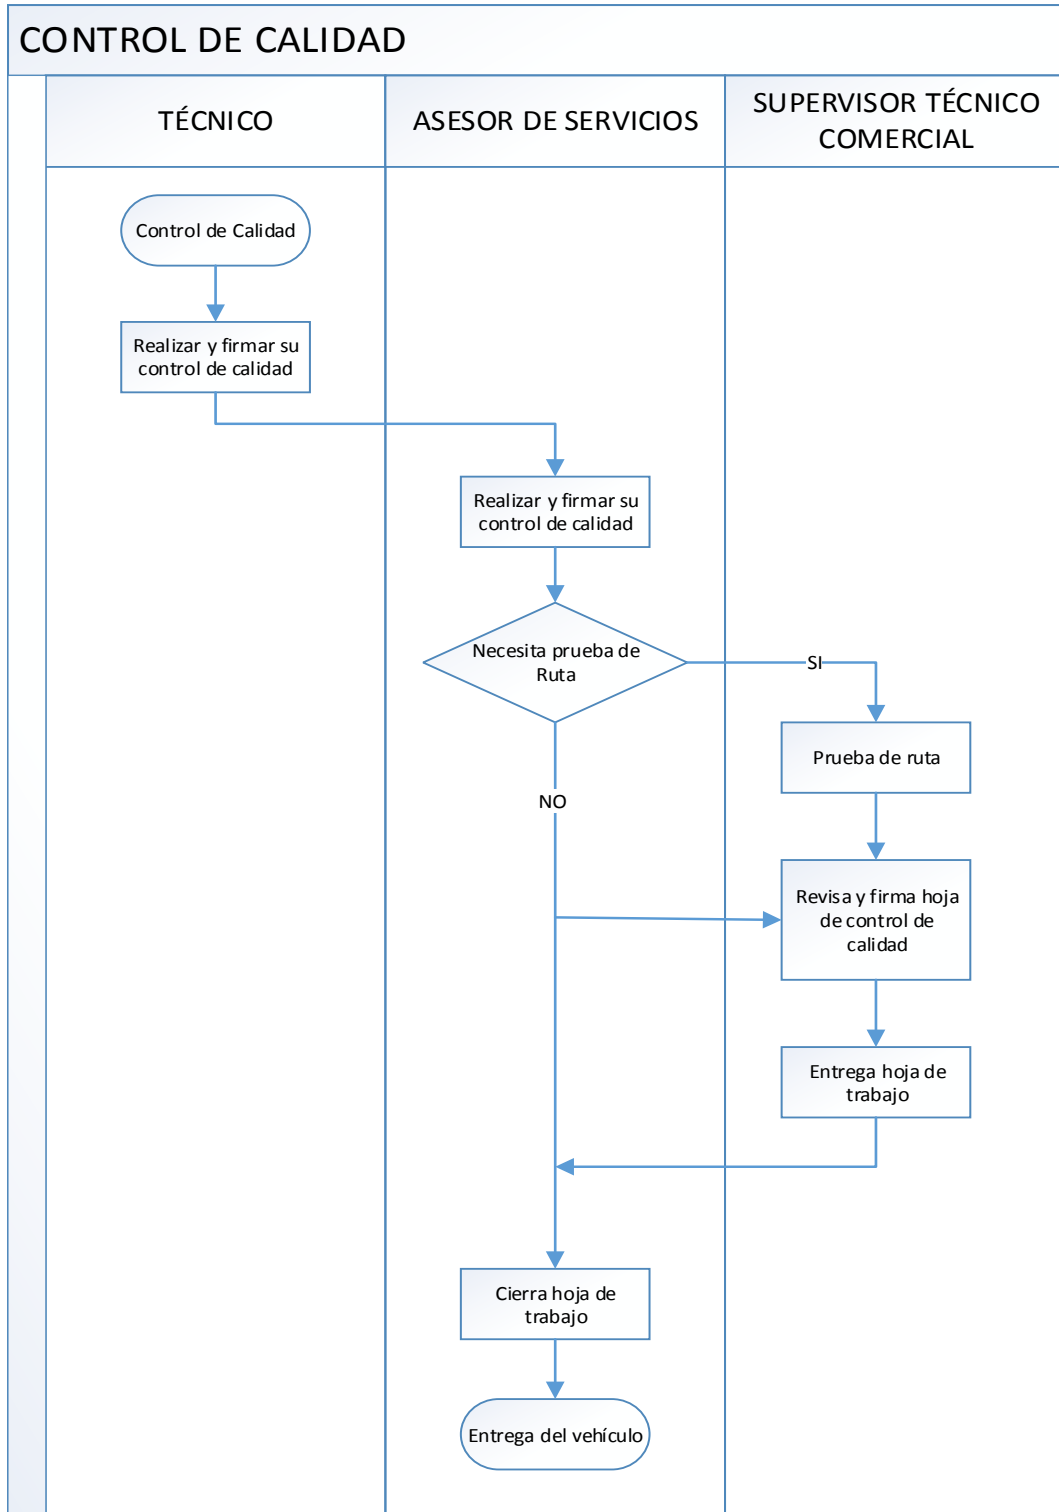 CONTROL DE CALIDAD
TÉCNICO
ASESOR DE SERVICIOS
SUPERVISOR TÉCNICO
COMERCIAL
Control de Calidad
Realizar y firmar su
control de calidad
Realizar y firmar su
control de calidad
Necesita prueba de
Ruta
SI
Prueba de ruta
NO
Revisa y firma hoja
de control de
calidad
Entrega hoja de
trabajo
Cierra hoja de
trabajo
Entrega del vehículo